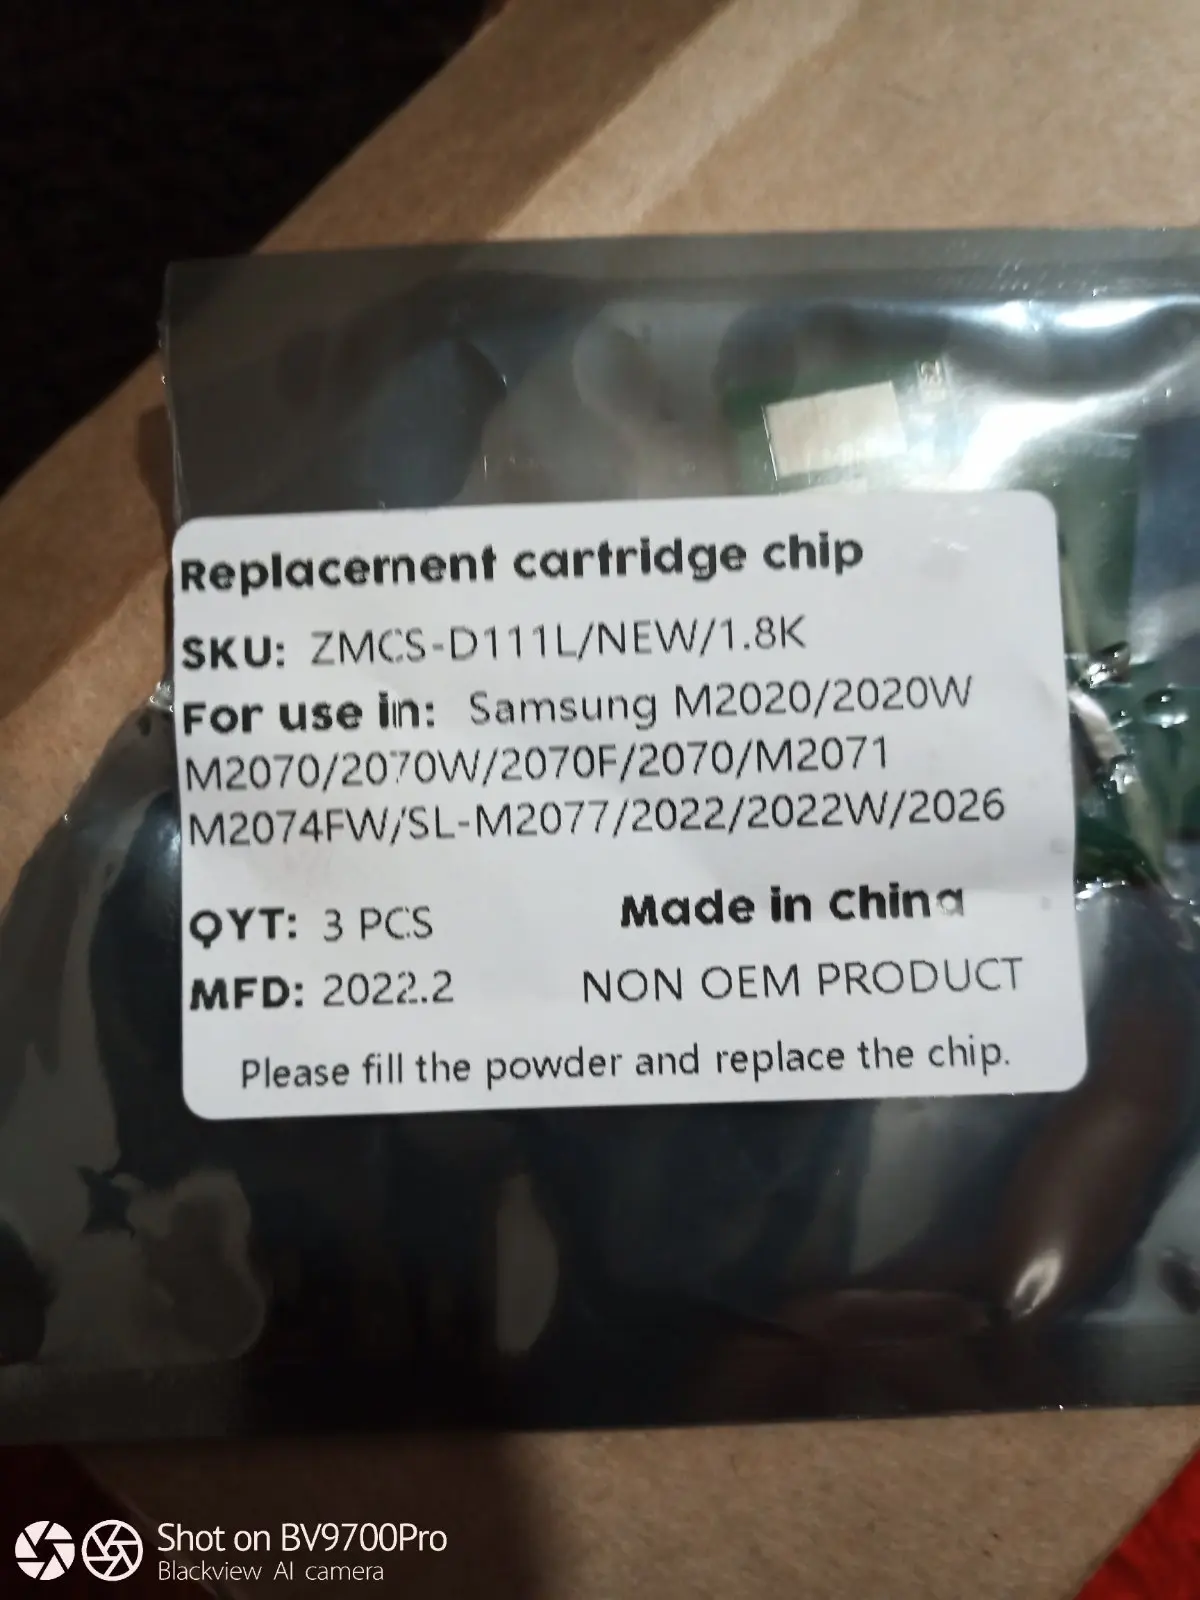 Replacement cartridge chip
SKU: ZMCS-D111L/NEW/1.8K
For use in: Samsung M2020/2020W
M2070/2070W/2070F/2070/M2071
M2074FW/SL-M2077/2022/2022W/2026
QYT: 3 PCS
Made in China
MFD: 2022.2
NON OEM PRODUCT
Please fill the powder and replace the chip.
Shot on BV9700Pro
Blackview AI camera